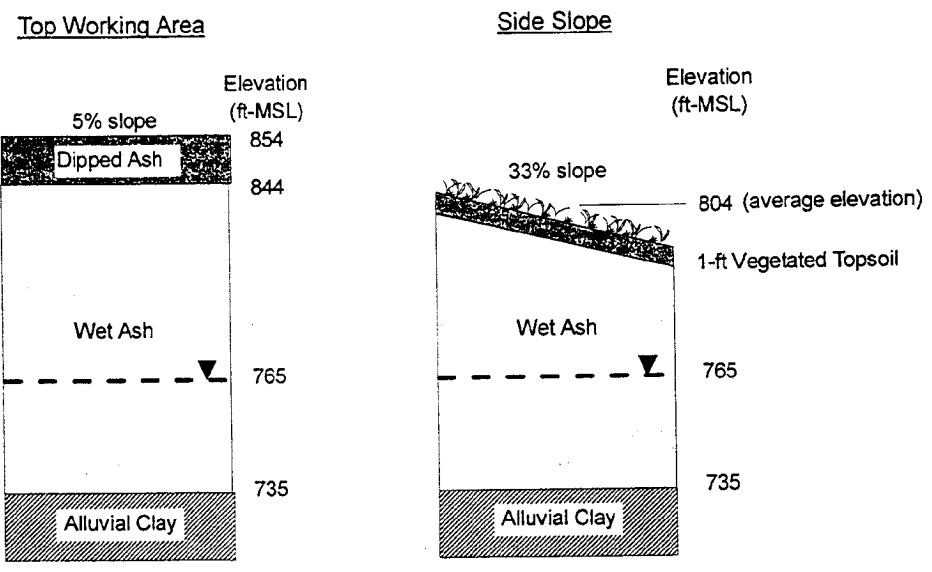 Top Working Area
Elevation
(ft-MSL)
5% slope
854
Dipped Ash
844
Wet Ash
765
735
Alluvial Clay
Side Slope
Elevation
(ft-MSL)
33% slope
804 (average elevation)
1-ft Vegetated Topsoil
Wet Ash
765
735
Alluvial Clay